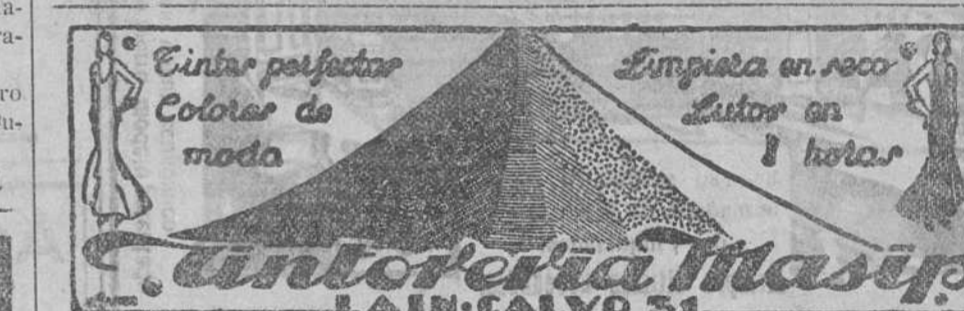 Tintes perfectos
Colores de
moda
Limpieza en seco
Lutos en
8 horas
Tintorería Masip
LAIN-CALVO 31